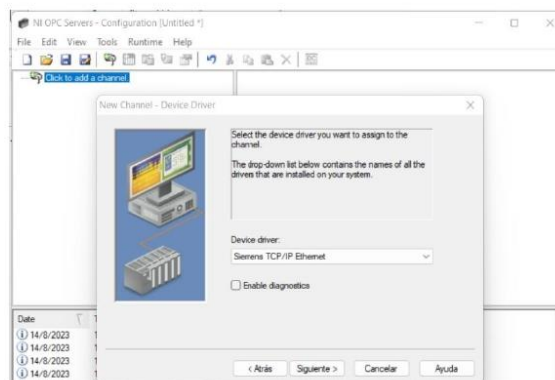 NI OPC Servers - Configuration [Untitled *]
File Edit View Tools Runtime Help
Click to add a channel
New Channel - Device Driver
Select the device driver you want to assign to the
channel.
The drop-down list below contains the names of all the
drivers that are installed on your system.
Device driver:
Siemens TCP/IP Ethernet
Enable diagnostics
Date
14/8/2023
14/8/2023
14/8/2023
14/8/2023
< Atrás Siguiente > Cancelar Ayuda